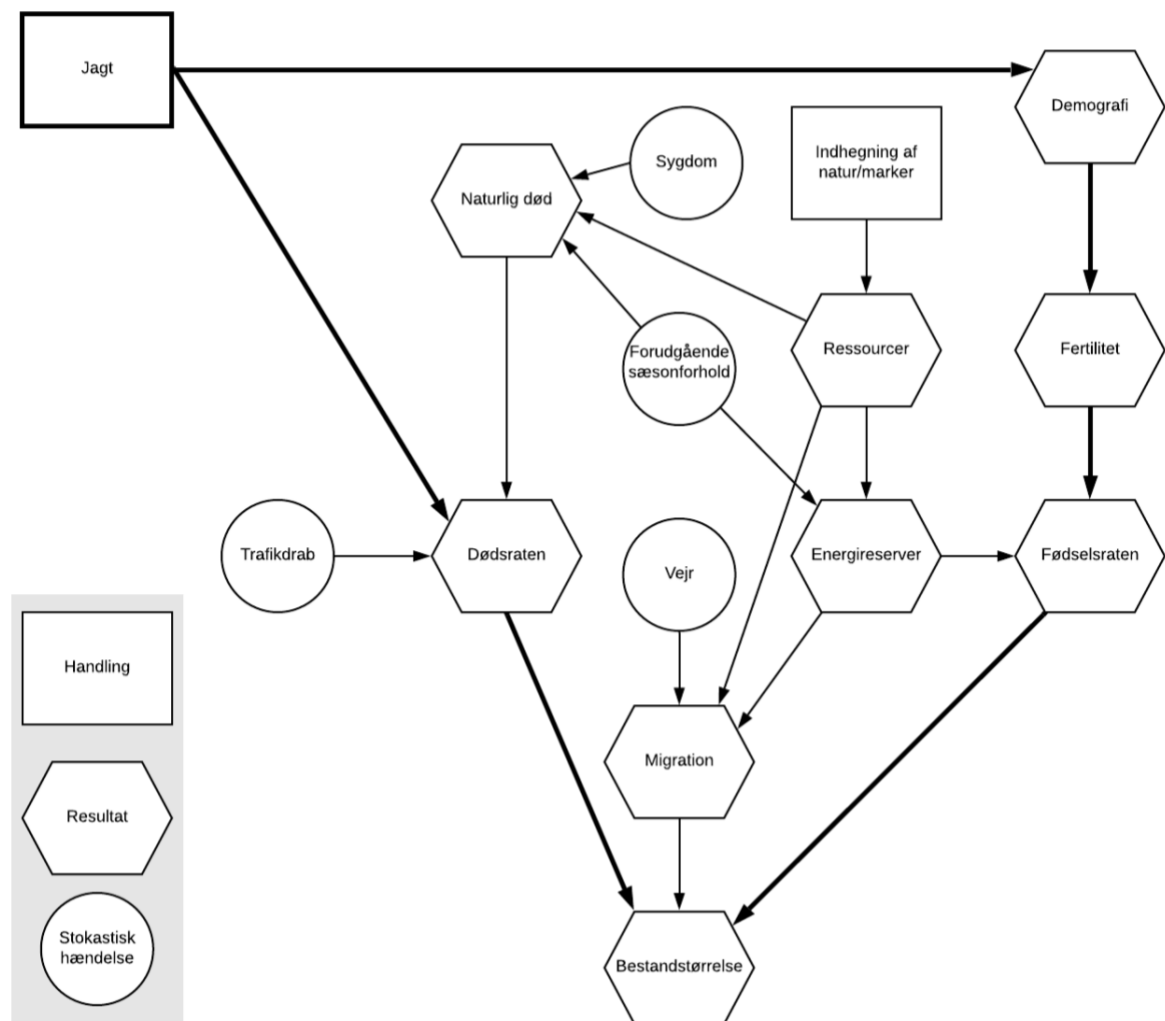 Jagt
Demografi
Sygdom
Indhegning af
natur/marker
Naturlig død
Forudgående
sæsonforhold
Ressourcer
Fertilitet
Trafikdrab
Dødsraten
Vejr
Energireserver
Fødselsraten
Handling
Migration
Resultat
Stokastisk
hændelse
Bestandstørrelse